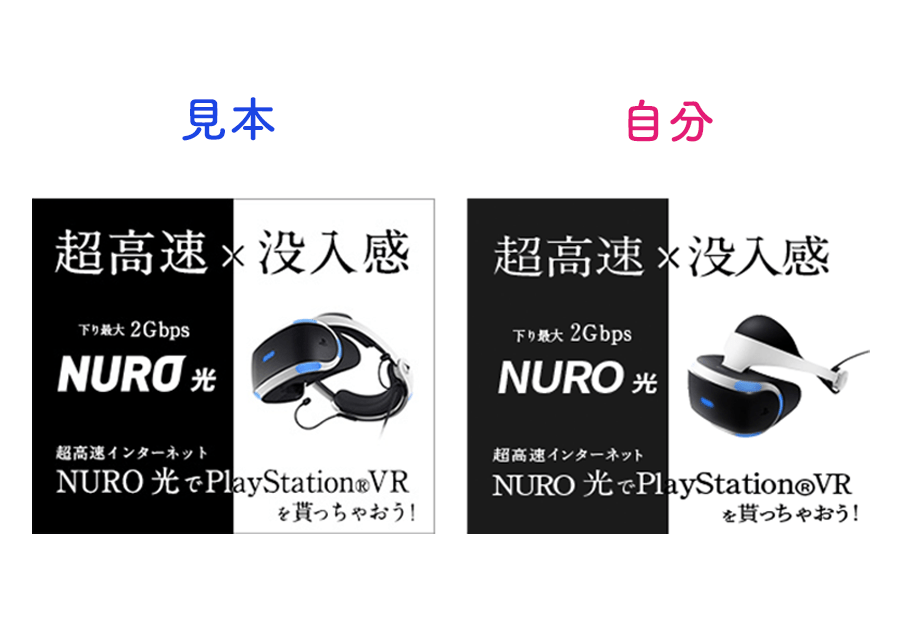 見本
超高速×没入感
下り最大 2Gbps
NURO 光
超高速インターネット
NURO 光でPlayStation®VR
を貰っちゃおう!
自分
超高速×没入感
下り最大 2Gbps
NURO 光
超高速インターネット
NURO 光でPlayStation®VR
を貰っちゃおう!